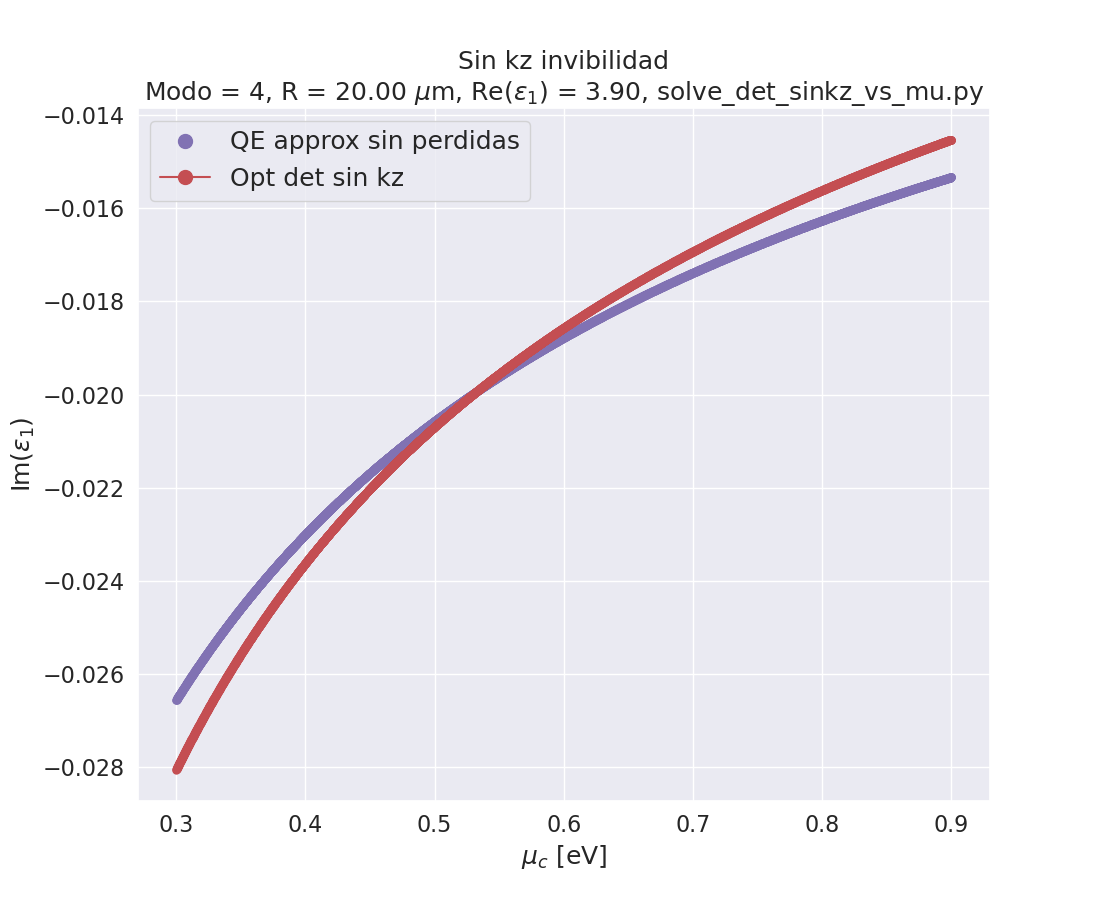 Sin kz invibilidad
Modo = 4, R = 20.00 μm, Re(ε₁) = 3.90, solve_det_sinkz_vs_mu.py
QE approx sin perdidas
Opt det sin kz
Im(ε₁)
−0.014
−0.016
−0.018
−0.020
−0.022
−0.024
−0.026
−0.028
0.3 0.4 0.5 0.6 0.7 0.8 0.9
μ_c [eV]